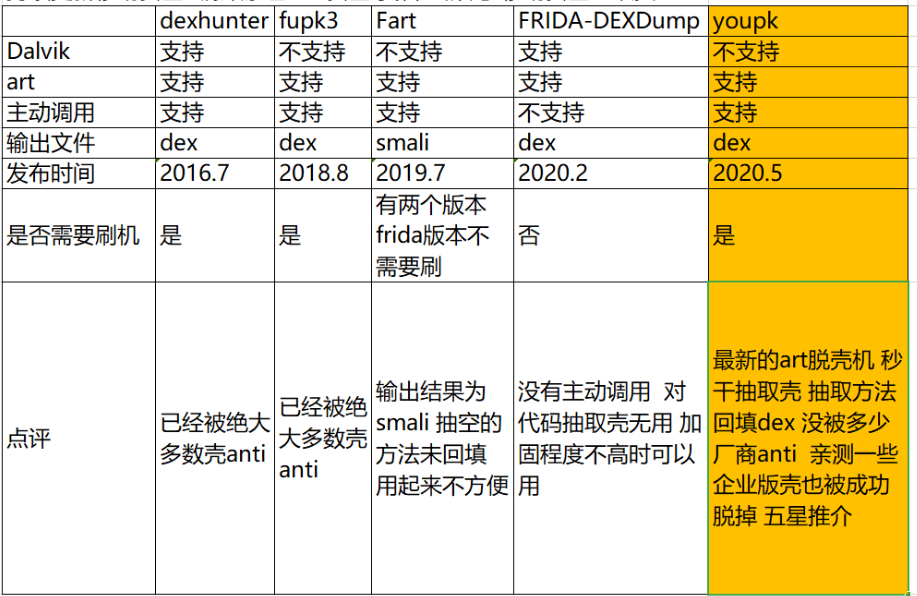 dexhunter fupk3 Fart FRIDA-DEXDump youpk
Dalvik 支持 不支持 不支持 支持 不支持
art 支持 支持 支持 支持 支持
主动调用 支持 支持 支持 不支持 支持
输出文件 dex dex smali dex dex
发布时间 2016.7 2018.8 2019.7 2020.2 2020.5
是否需要刷机
是
是
有两个版本
frida版本不
需要刷
否
是
点评
已经被绝大
多数壳anti
已经被绝
大多数壳
anti
输出结果为
smali 抽空的
方法未回填
用起来不方便
没有主动调用 对
代码抽取壳无用 加
固程度不高时可以
用
最新的art脱壳机 秒
干抽取壳 抽取方法
回填dex 没被多少
厂商anti 亲测一些
企业版壳也被成功
脱掉 五星推介